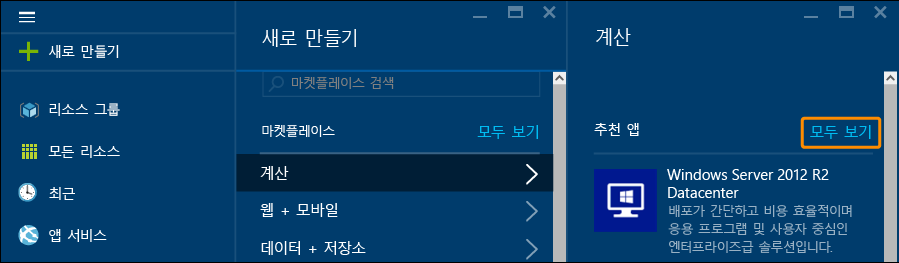 새로 만들기
리소스 그룹
모든 리소스
최근
앱 서비스
새로 만들기
마켓플레이스 검색
마켓플레이스 모두 보기
계산
웹 + 모바일
데이터 + 저장소
계산
추천 앱 모두 보기
Windows Server 2012 R2
Datacenter
배포가 간단하고 비용 효율적이며
응용 프로그램 및 사용자 중심인
엔터프라이즈급 솔루션입니다.